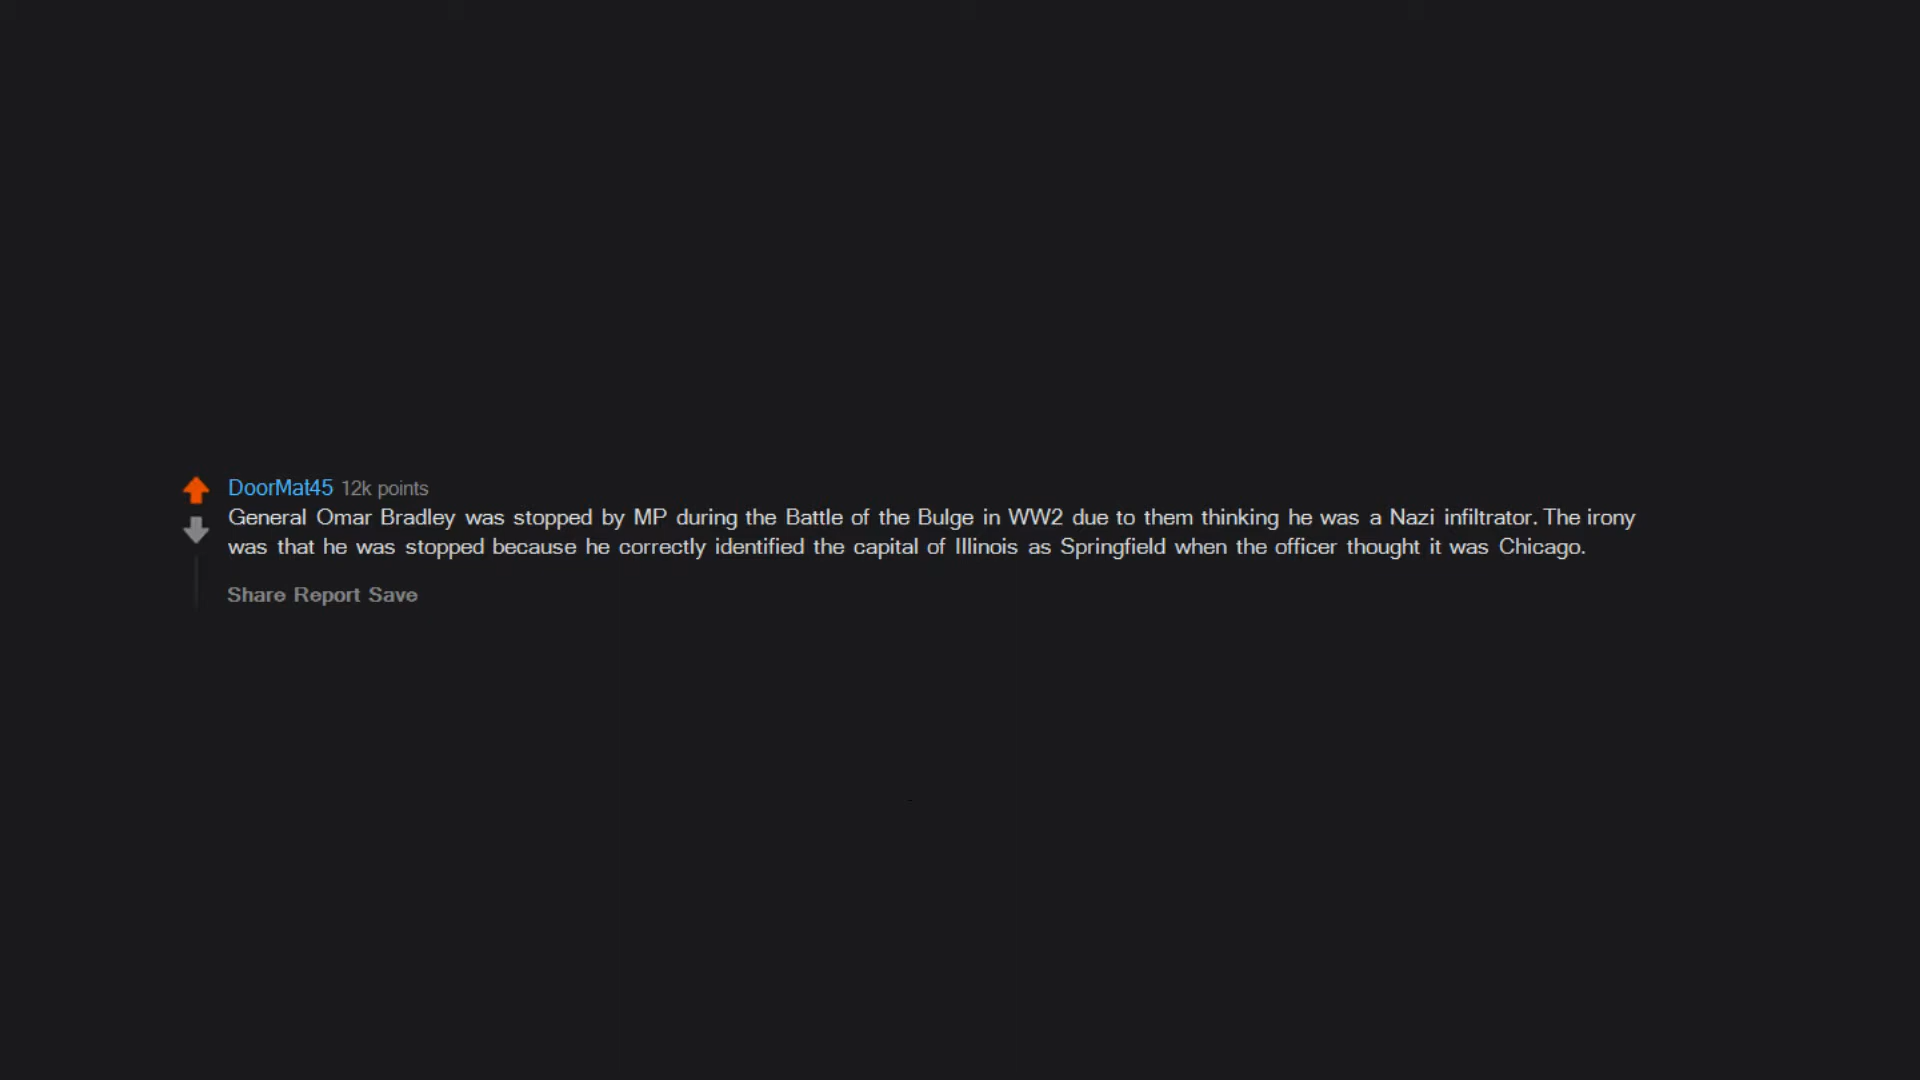 DoorMat45 12k points
General Omar Bradley was stopped by MP during the Battle of the Bulge in WW2 due to them thinking he was a Nazi infiltrator. The irony
was that he was stopped because he correctly identified the capital of Illinois as Springfield when the officer thought it was Chicago.
Share Report Save